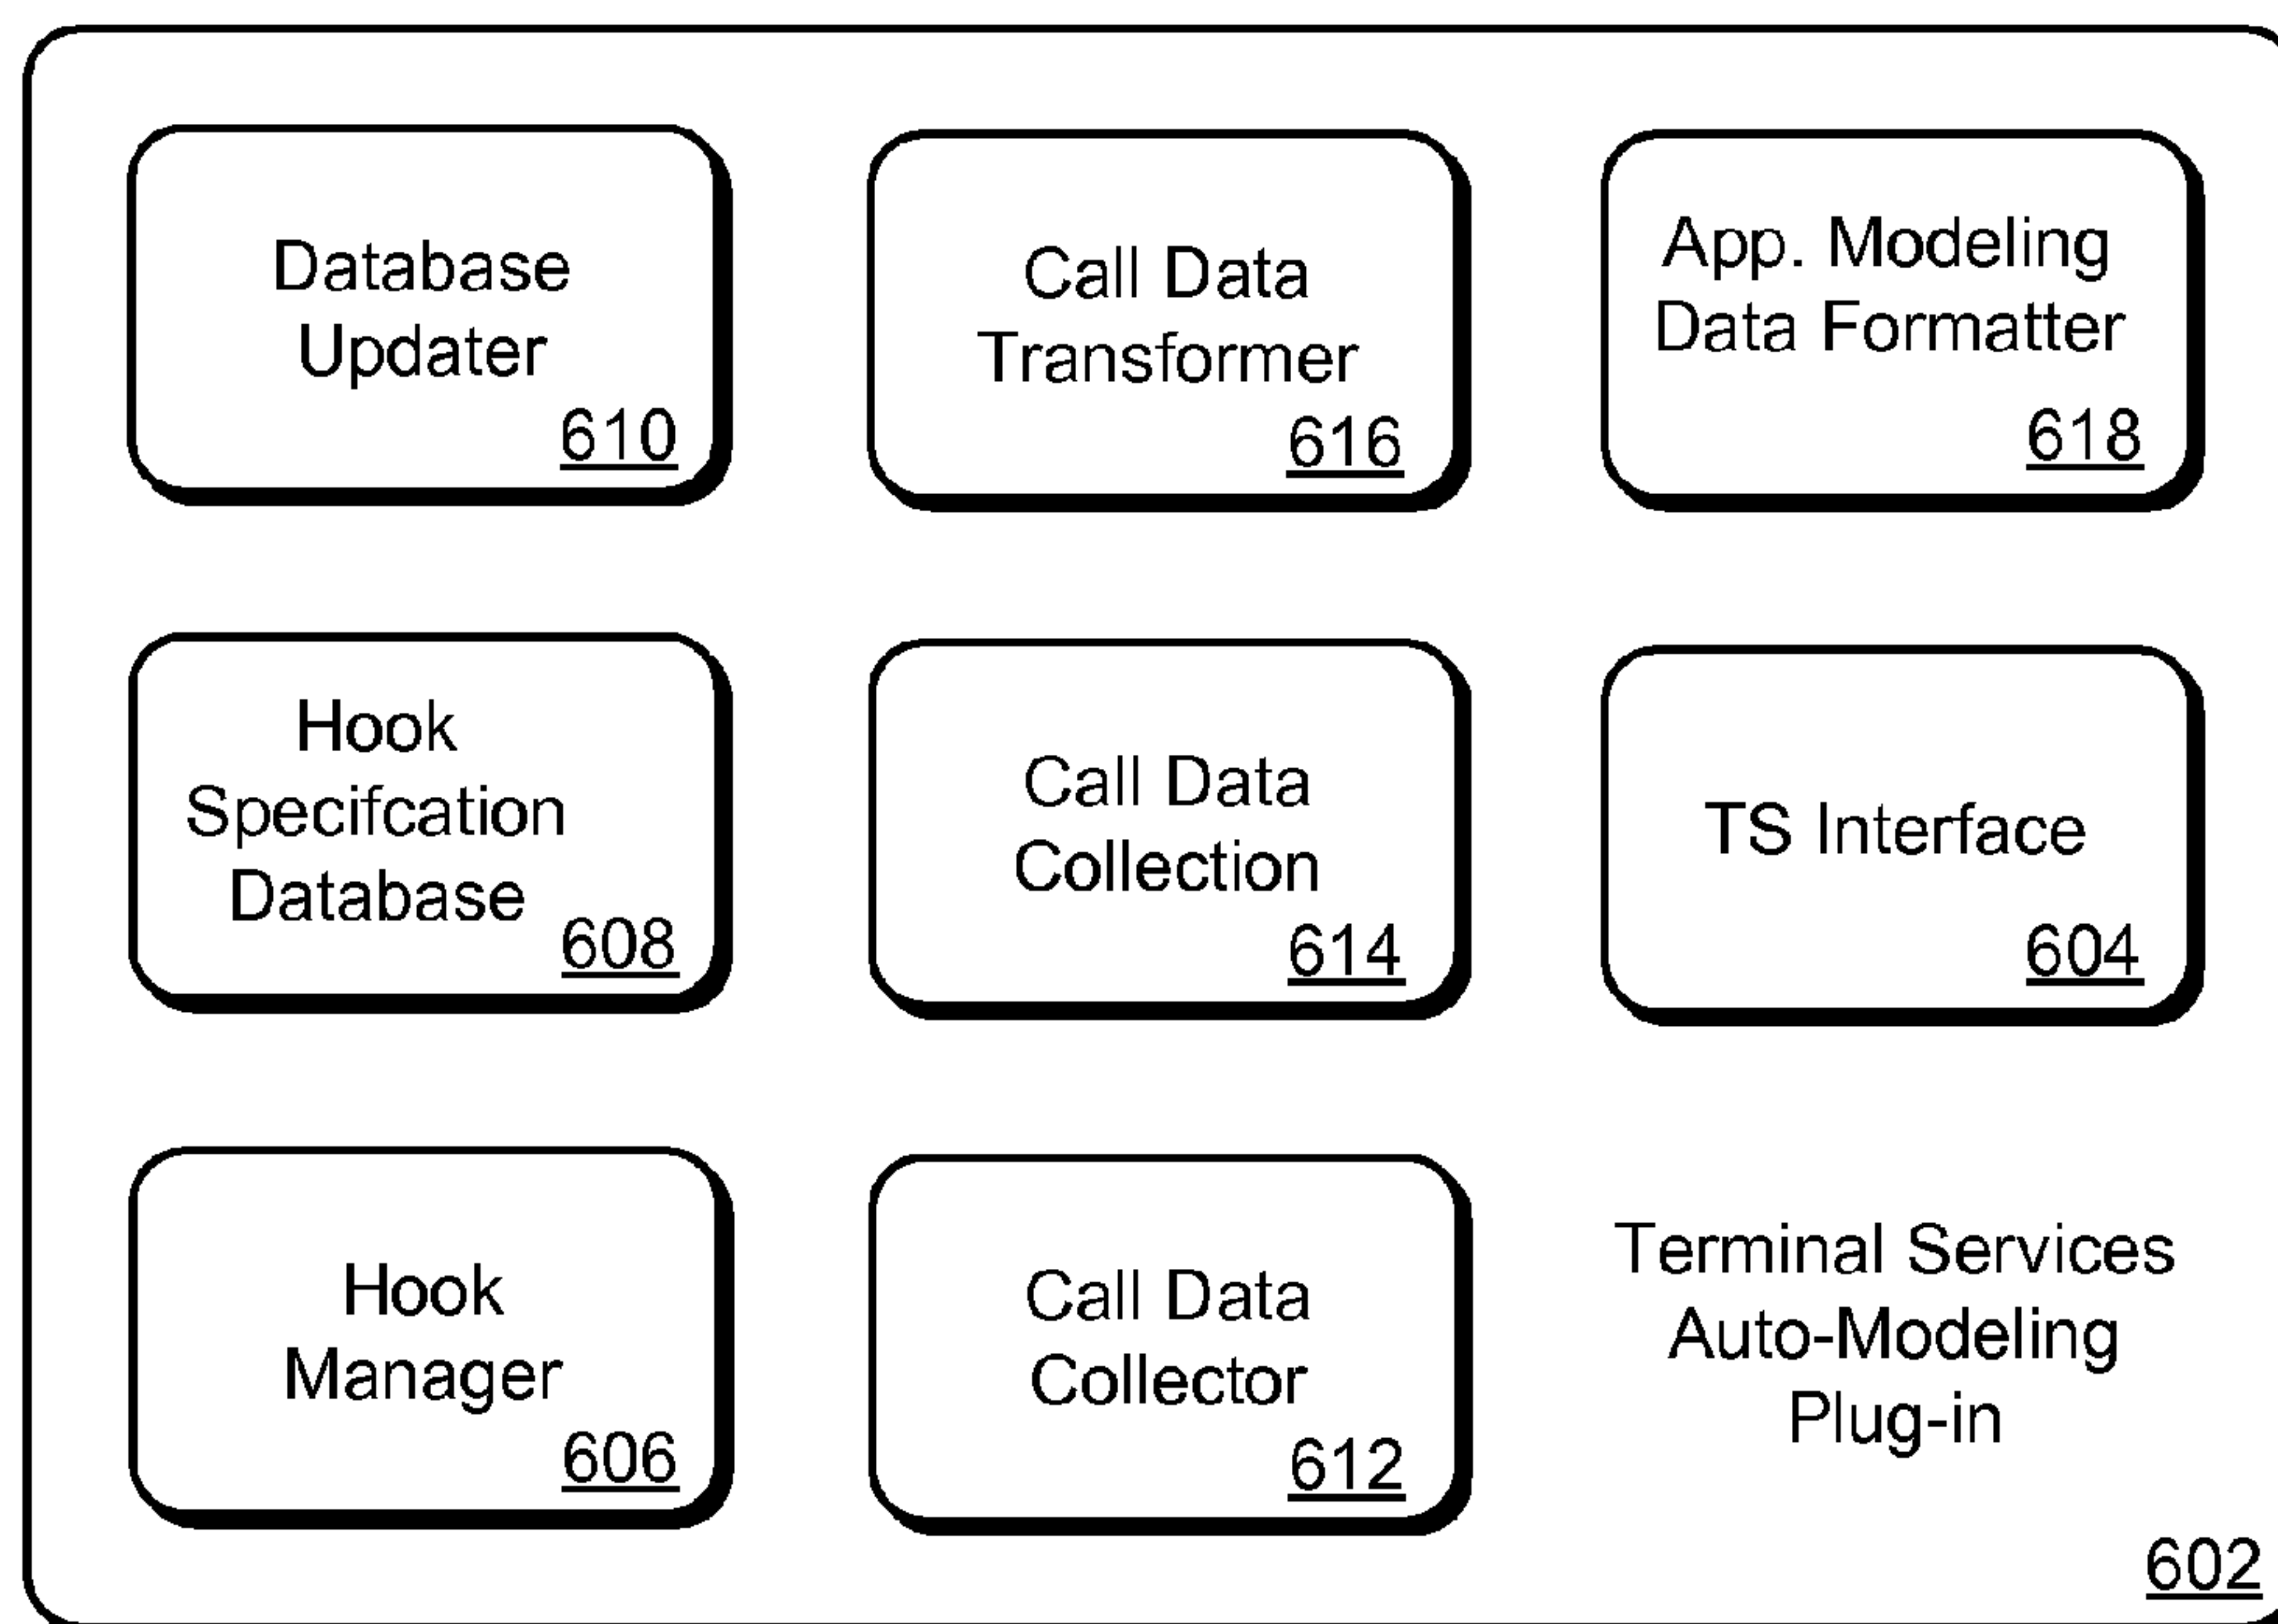 Database
Updater
610
Call Data
Transformer
616
App. Modeling
Data Formatter
618
Hook
Specifcation
Database
608
Call Data
Collection
614
TS Interface
604
Hook
Manager
606
Call Data
Collector
612
Terminal Services
Auto-Modeling
Plug-in
602